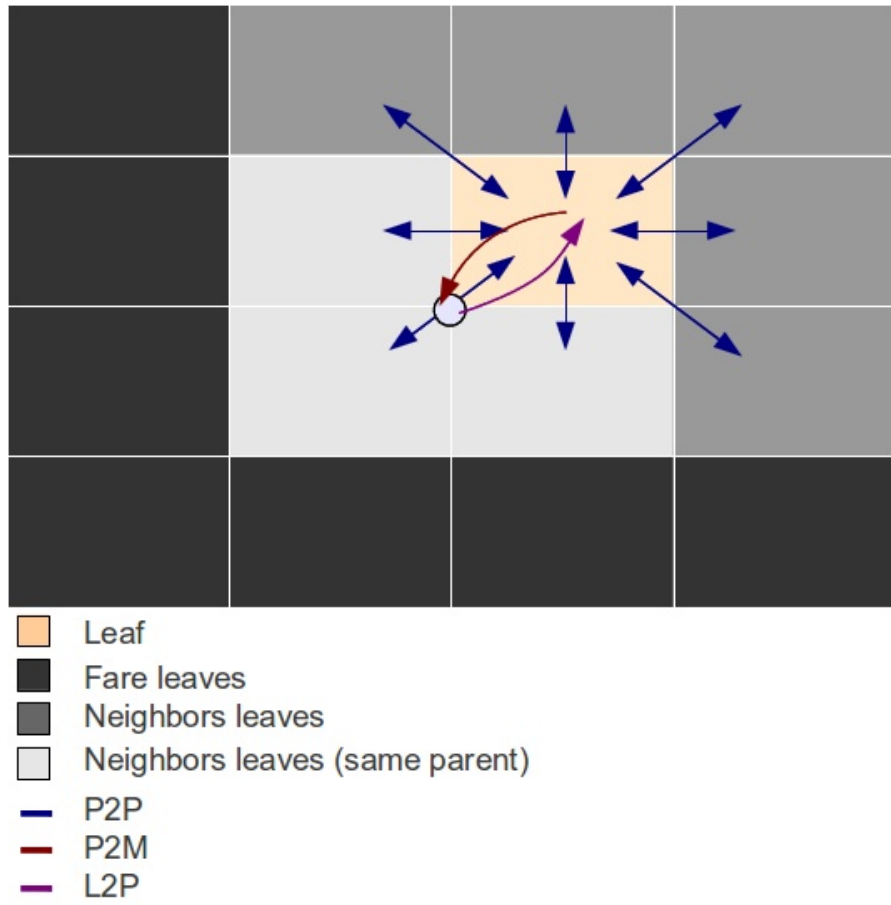 Leaf
Fare leaves
Neighbors leaves
Neighbors leaves (same parent)
P2P
P2M
L2P